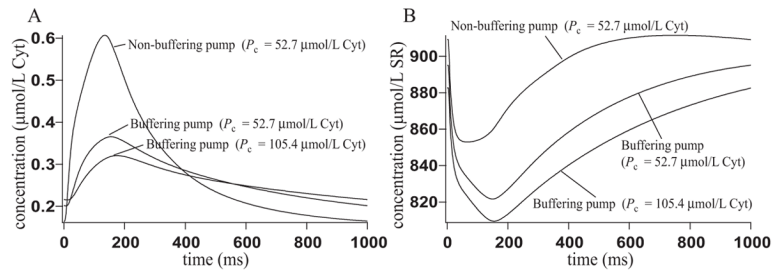 A
concentration (μmol/L Cyt)
0.6
0.5
0.4
0.3
0.2
Non-buffering pump (Pc = 52.7 μmol/L Cyt)
Buffering pump (Pc = 52.7 μmol/L Cyt)
Buffering pump (Pc = 105.4 μmol/L Cyt)
0 200 400 600 800 1000
time (ms)
B
concentration (μmol/L SR)
900
880
860
840
820
Non-buffering pump (Pc = 52.7 μmol/L Cyt)
Buffering pump
(Pc = 52.7 μmol/L Cyt)
Buffering pump (Pc = 105.4 μmol/L Cyt)
0 200 400 600 800 1000
time (ms)